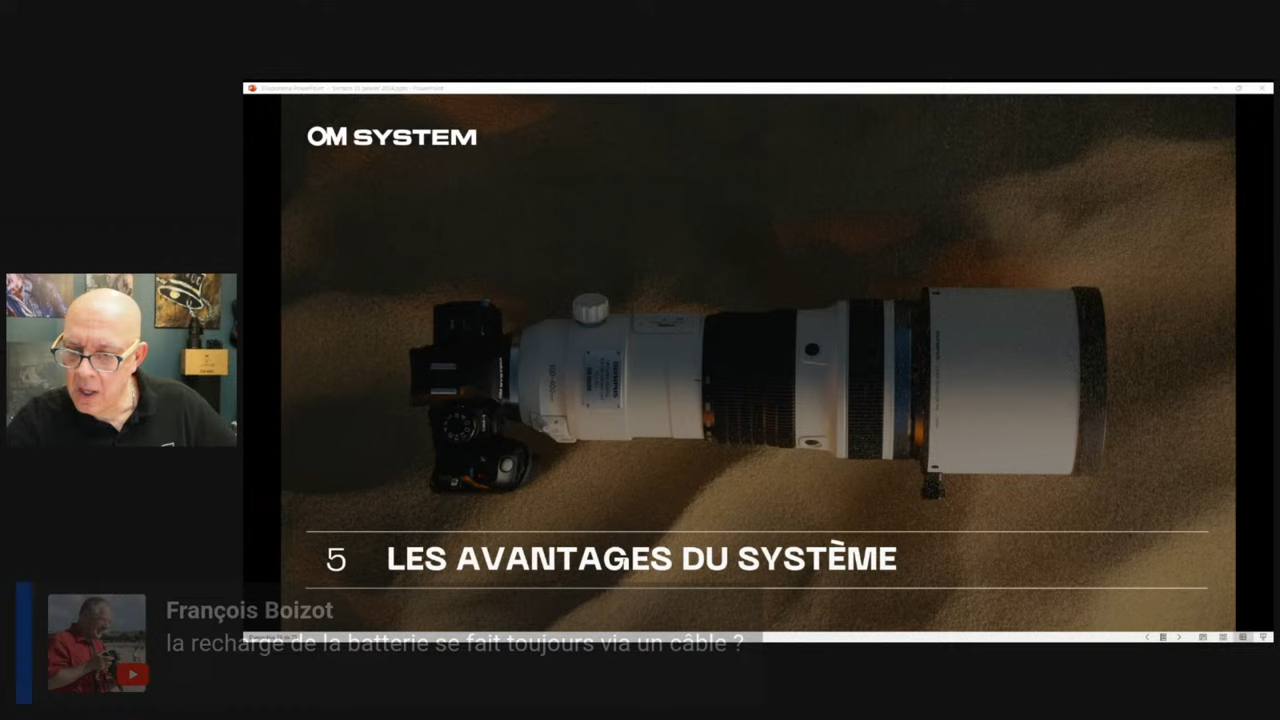 OM SYSTEM
5 LES AVANTAGES DU SYSTÈME
François Boizot
la recharge de la batterie se fait toujours via un câble ?